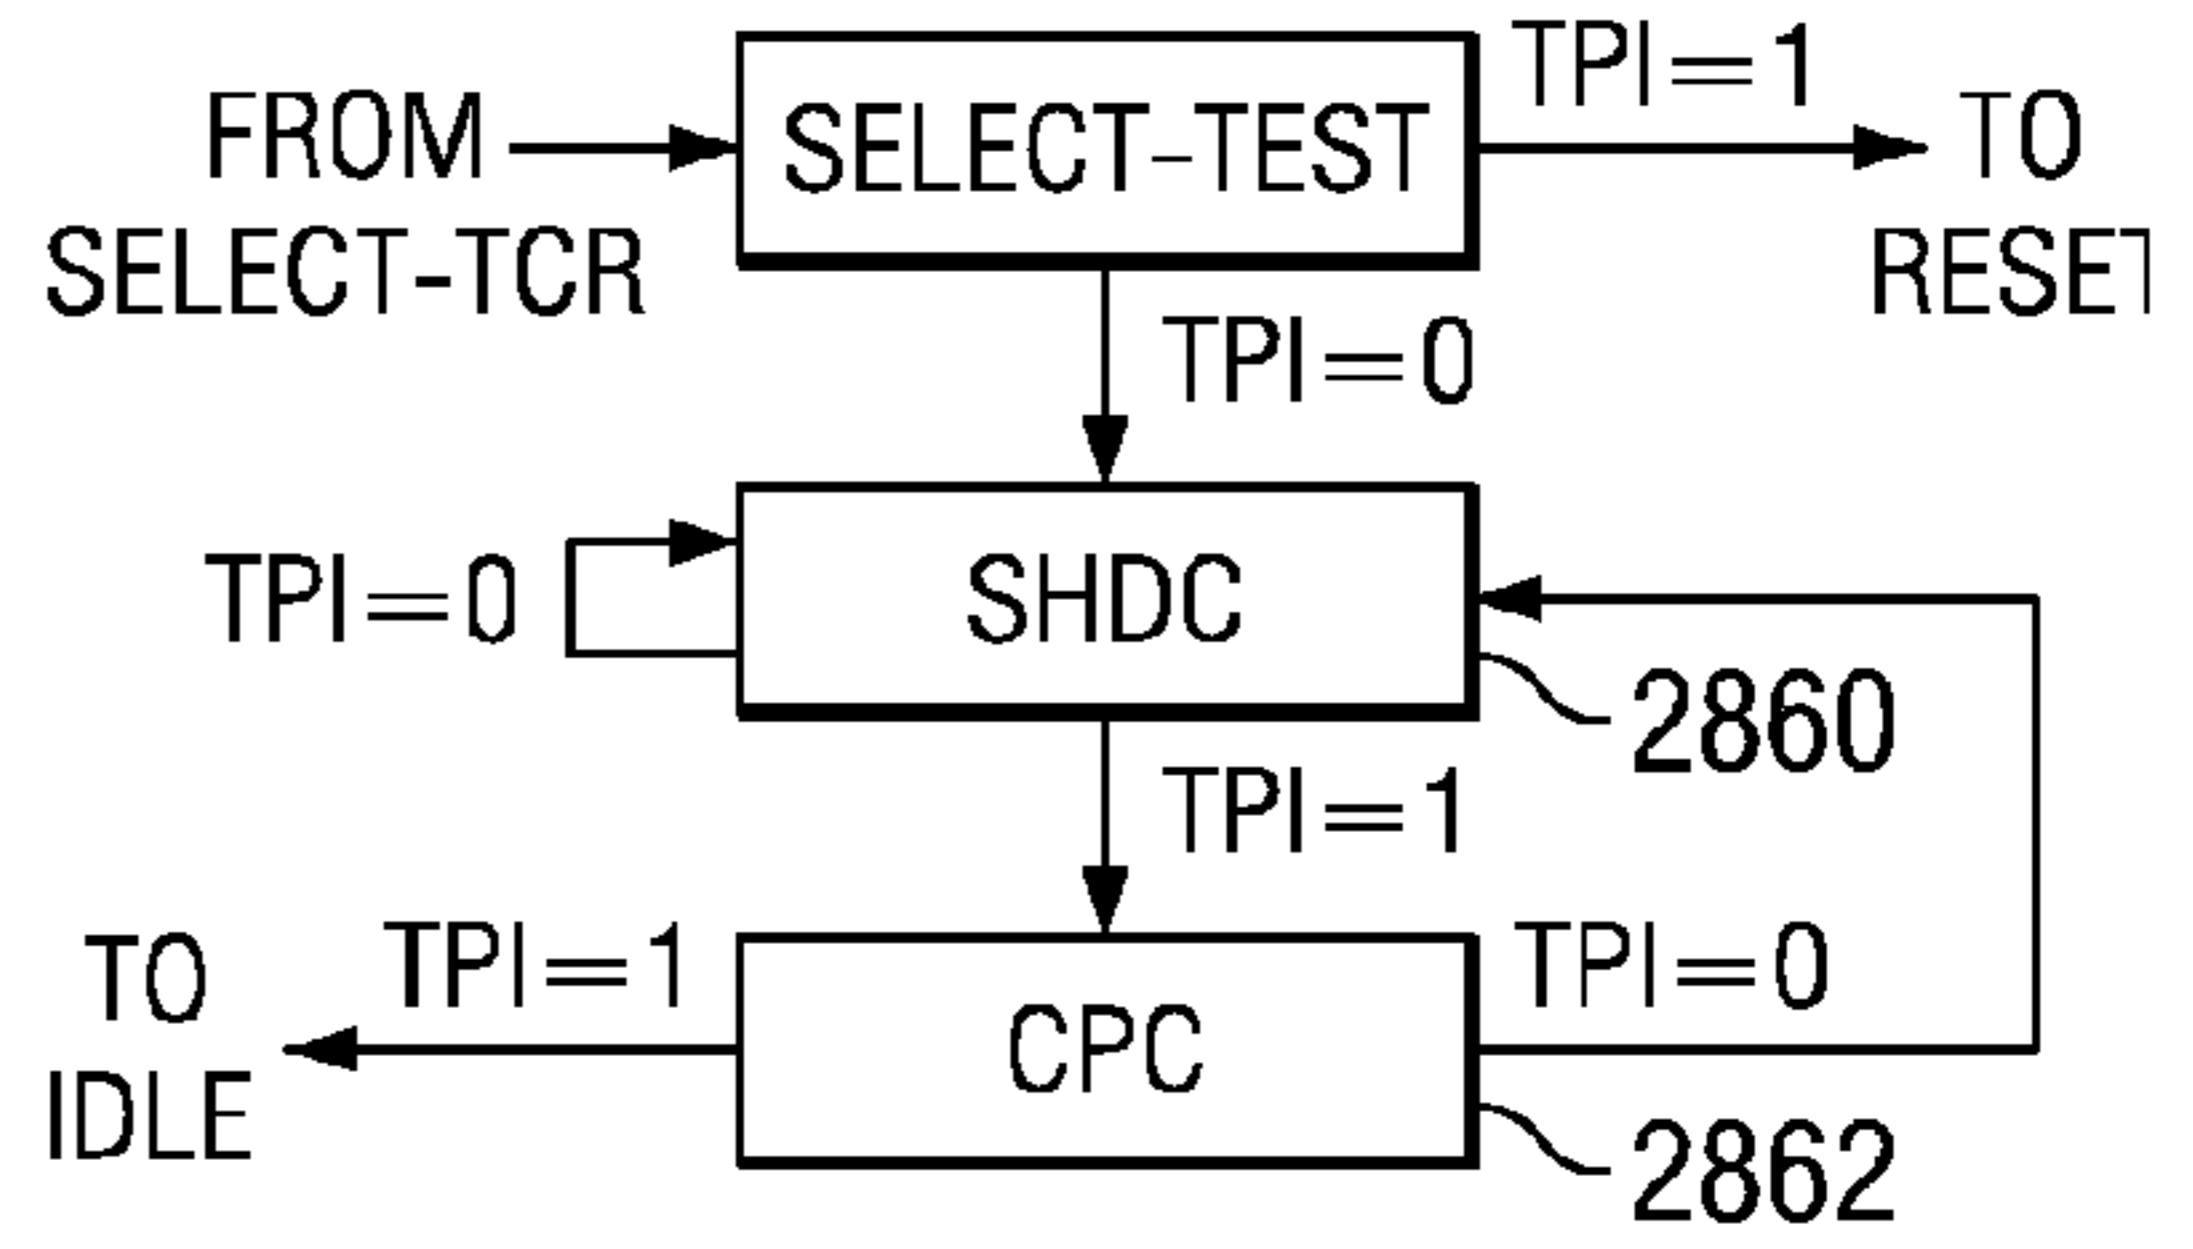 TPI=1
FROM
SELECT-TCR
SELECT-TEST
TO
RESET
TPI=0
TPI=0
SHDC
2860
TPI=1
TO
IDLE
TPI=1
CPC
TPI=0
2862